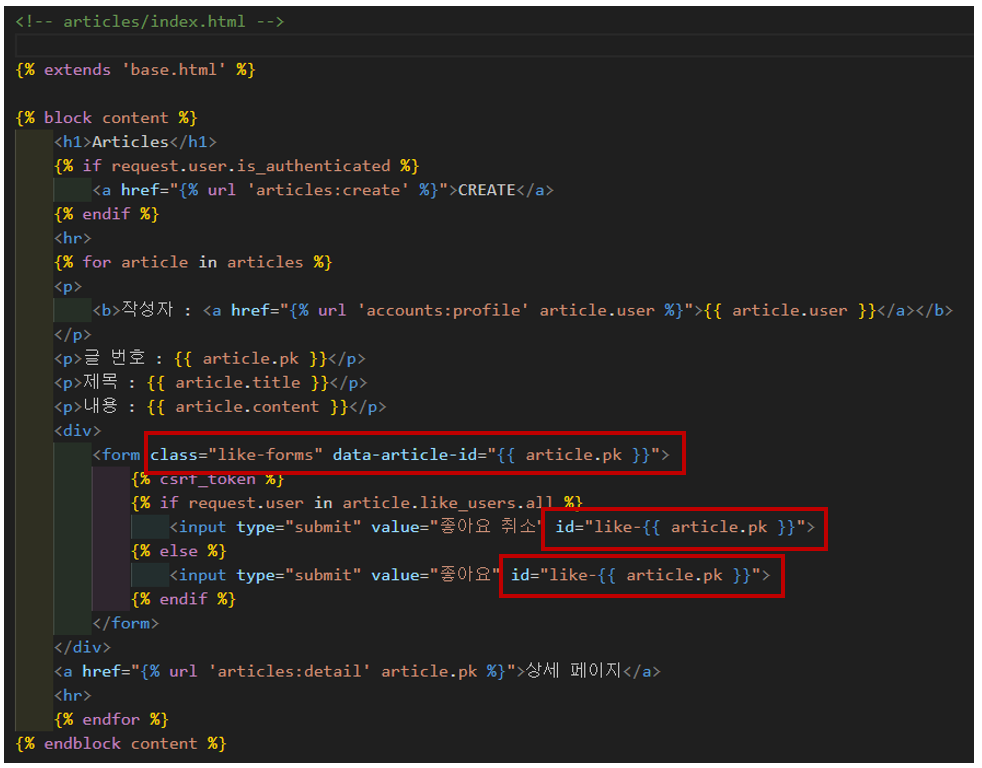 <!-- articles/index.html -->
{% extends 'base.html' %}
{% block content %}
<h1>Articles</h1>
{% if request.user.is_authenticated %}
<a href="{% url 'articles:create' %}">CREATE</a>
{% endif %}
<hr>
{% for article in articles %}
<p>
<b>작성자 : <a href="{% url 'accounts:profile' article.user %}">{{ article.user }}</a></b>
</p>
<p>글 번호 : {{ article.pk }}</p>
<p>제목 : {{ article.title }}</p>
<p>내용 : {{ article.content }}</p>
<div>
<form class="like-forms" data-article-id="{{ article.pk }}">
{% csrf_token %}
{% if request.user in article.like_users.all %}
<input type="submit" value="좋아요 취소" id="like-{{ article.pk }}">
{% else %}
<input type="submit" value="좋아요" id="like-{{ article.pk }}">
{% endif %}
</form>
</div>
<a href="{% url 'articles:detail' article.pk %}">상세 페이지</a>
<hr>
{% endfor %}
{% endblock content %}